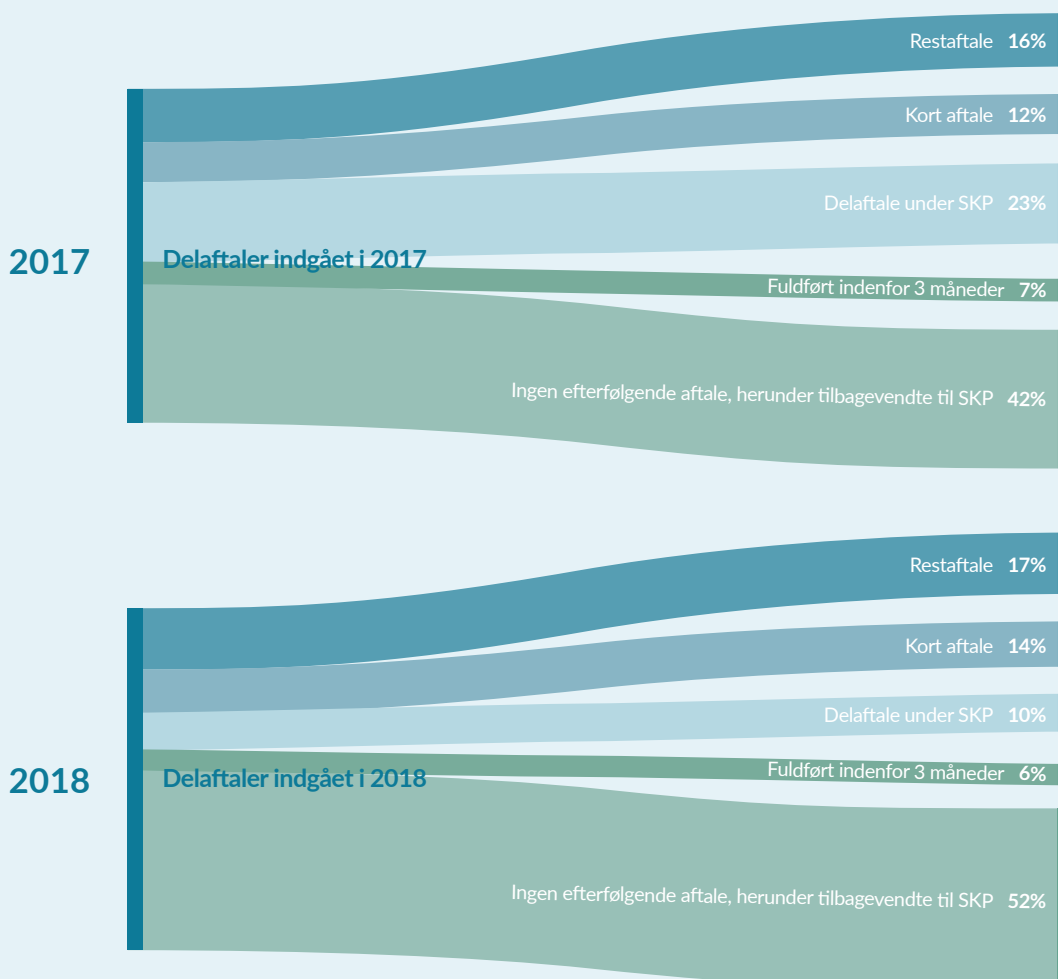 Restaftale 16%
Kort aftale 12%
Delaftale under SKP 23%
2017
Delaftaler indgået i 2017
Fuldført indenfor 3 måneder 7%
Ingen efterfølgende aftale, herunder tilbagevendte til SKP 42%
Restaftale 17%
Kort aftale 14%
Delaftale under SKP 10%
2018
Delaftaler indgået i 2018
Fuldført indenfor 3 måneder 6%
Ingen efterfølgende aftale, herunder tilbagevendte til SKP 52%